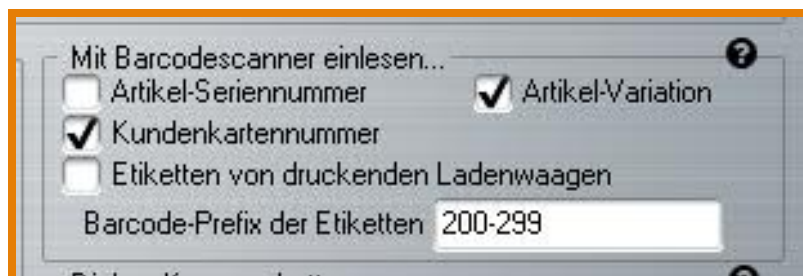 Mit Barcodescanner einlesen...
Artikel-Seriennummer Artikel-Variation
Kundenkartennummer
Etiketten von druckenden Ladenwaagen
Barcode-Prefix der Etiketten 200-299